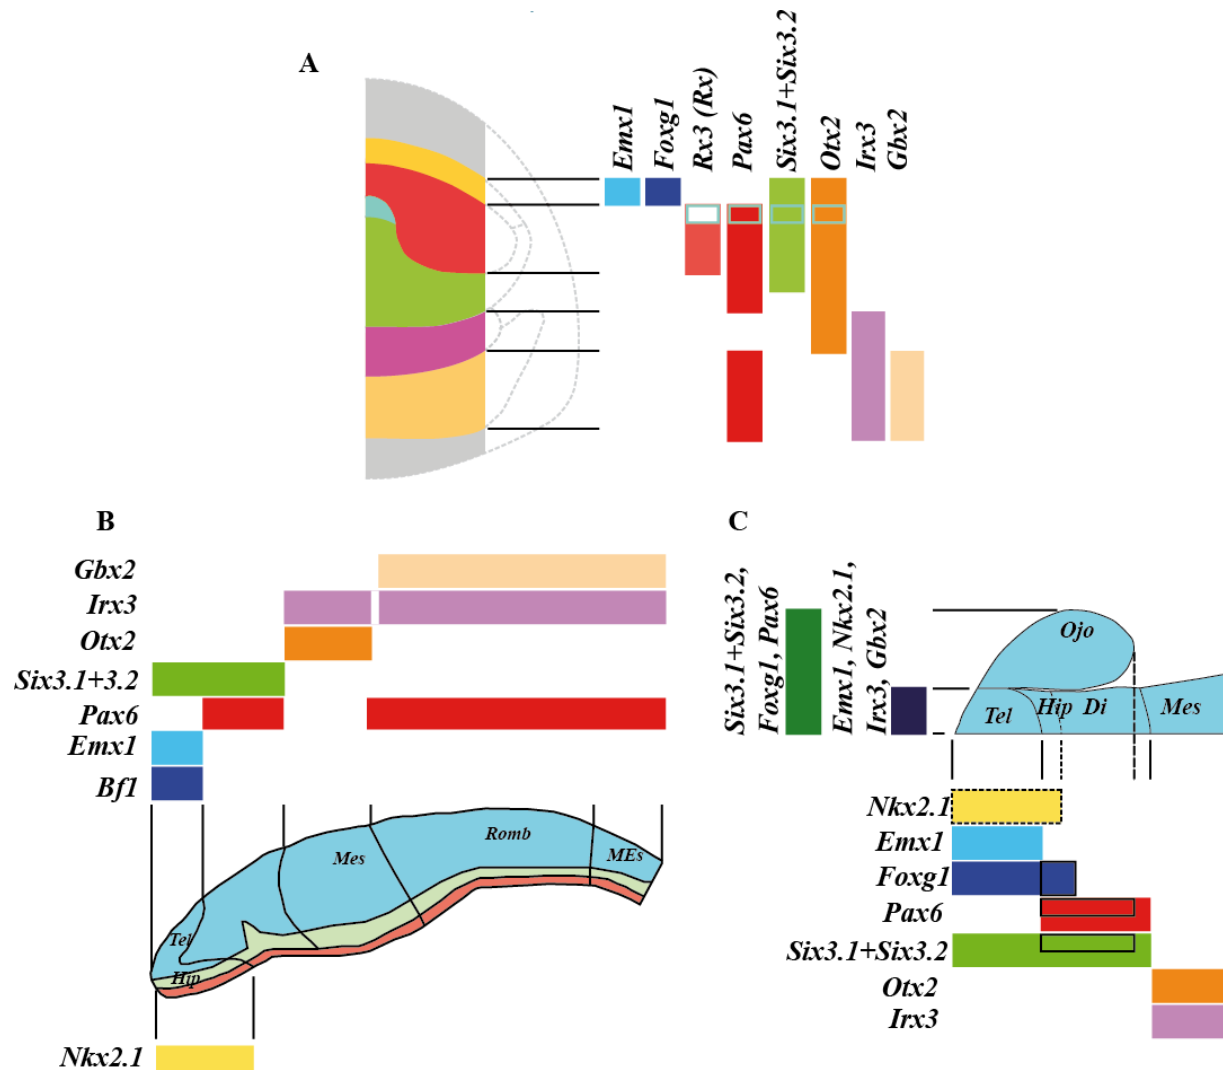 A
Emx1
Foxg1
Rx3 (Rx)
Pax6
Six3.1+Six3.2
Otx2
Irx3
Gbx2
B
Gbx2
Irx3
Otx2
Six3.1+3.2
Pax6
Emx1
Bf1
Tel
Hip
Mes
Romb
MEs
Nkx2.1
C
Six3.1+Six3.2,
Foxg1, Pax6
Emx1, Nkx2.1,
Irx3, Gbx2
Ojo
Tel
Hip
Di
Mes
Nkx2.1
Emx1
Foxg1
Pax6
Six3.1+Six3.2
Otx2
Irx3